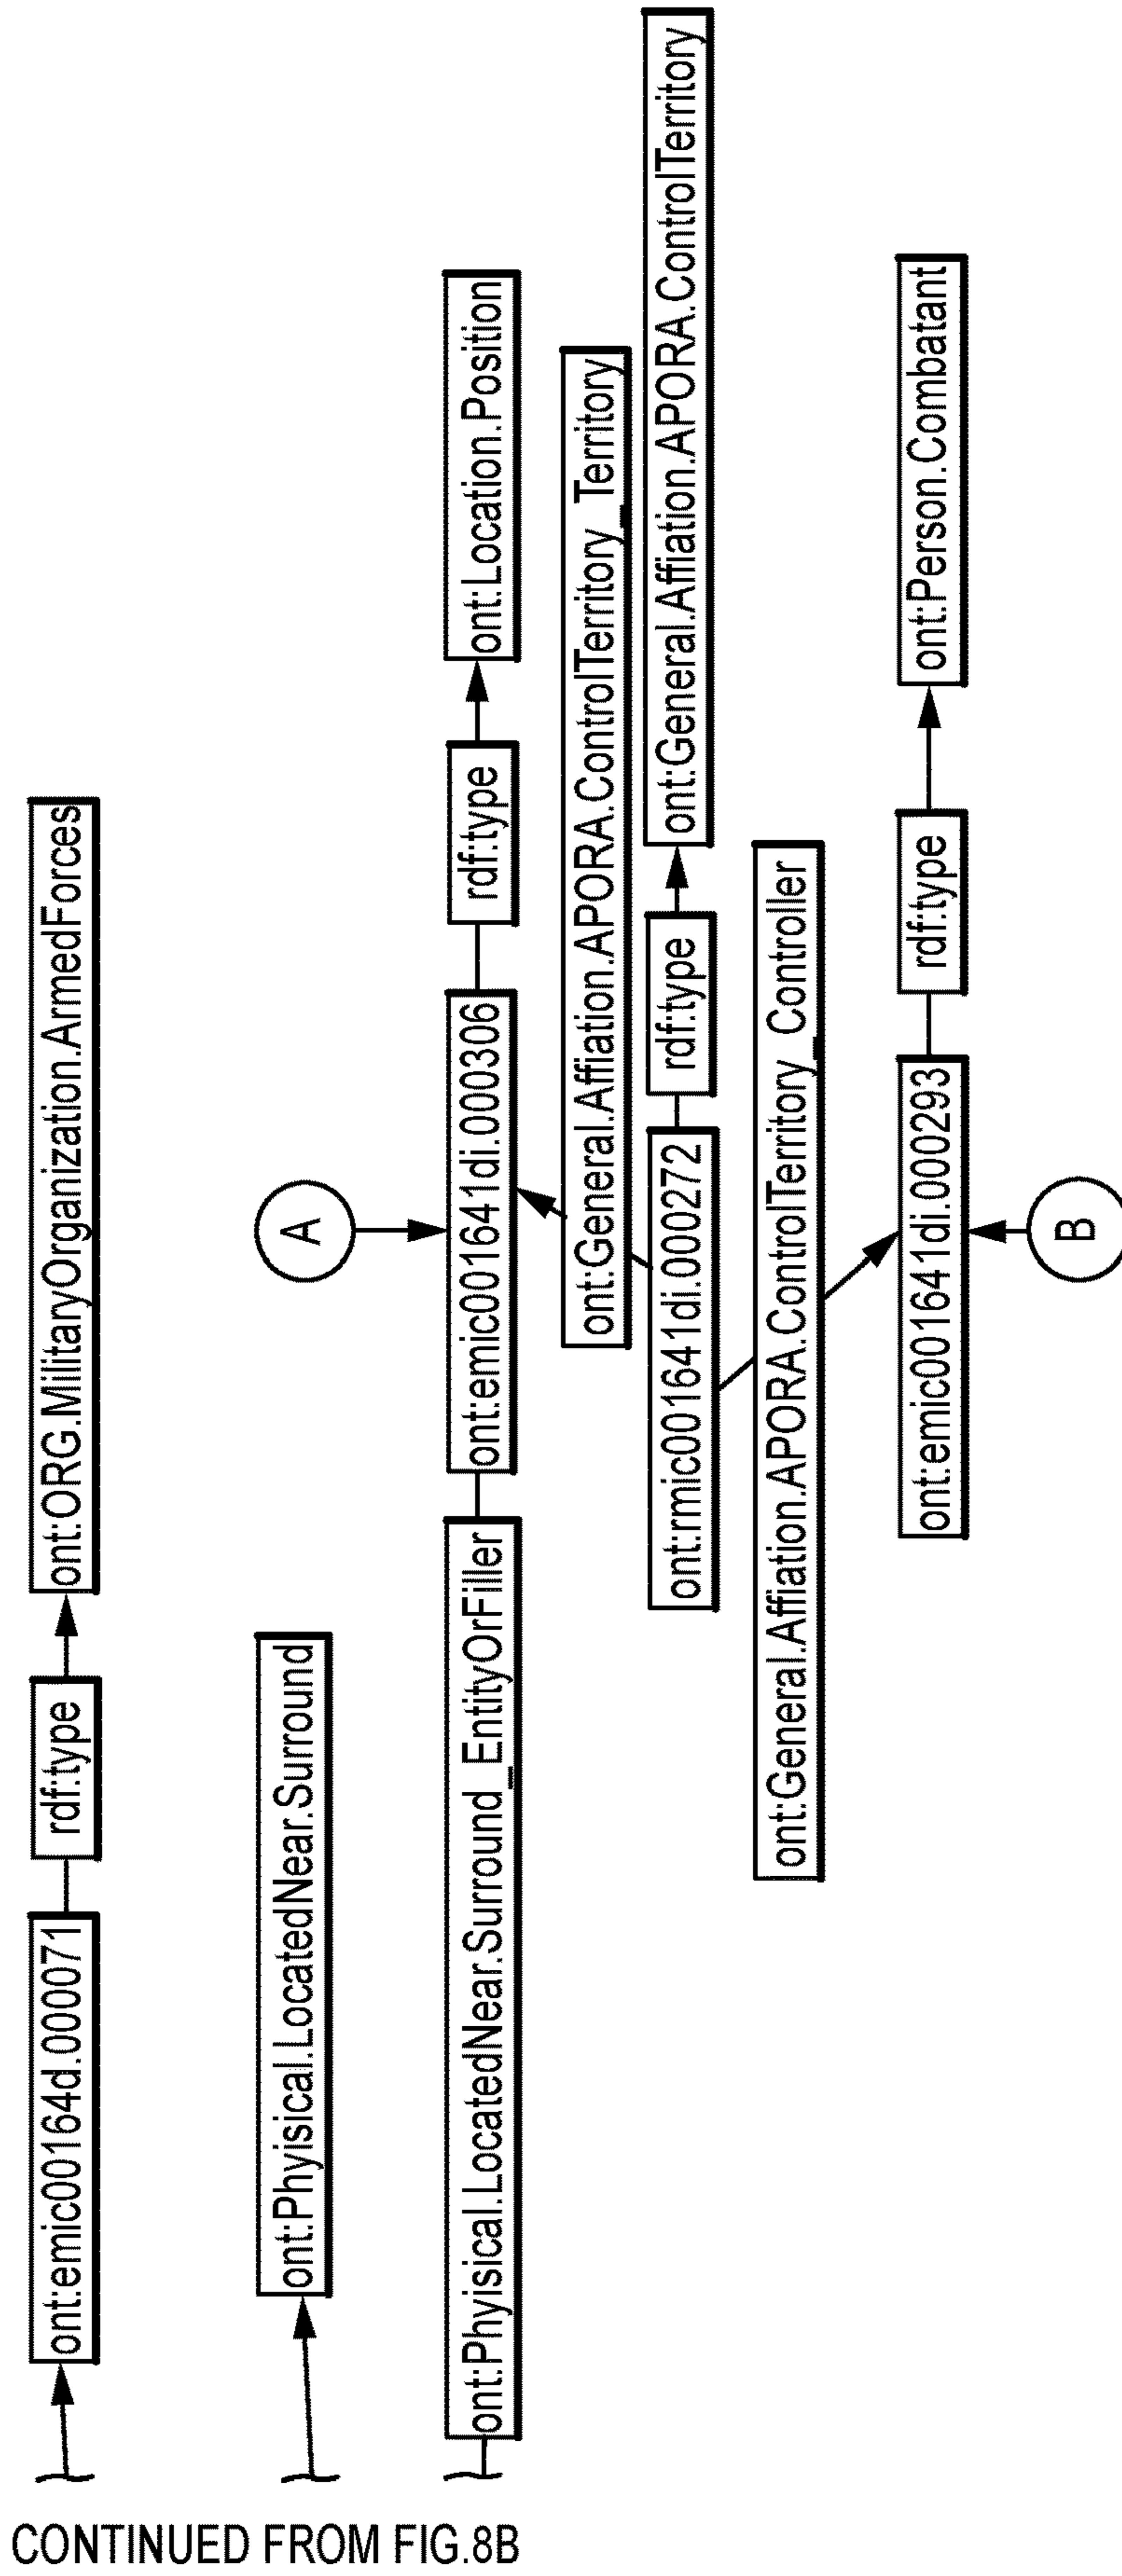 CONTINUED FROM FIG.8B
ont:emic00164d.000071
rdf:type
ont:ORG.MilitaryOrganization.ArmedForces
ont:Phyisical.LocatedNear.Surround
A
ont:Phyisical.LocatedNear.Surround_EntityOrFiller
ont:emic001641di.000306
rdf:type
ont:Location.Position
ont:General.Affiation.APORA.ControlTerritory_Territory
ont:rmic001641di.000272
rdf:type
ont:General.Affiation.APORA.ControlTerritory
ont:General.Affiation.APORA.ControlTerritory_Controller
ont:emic001641di.000293
rdf:type
ont:Person.Combatant
B